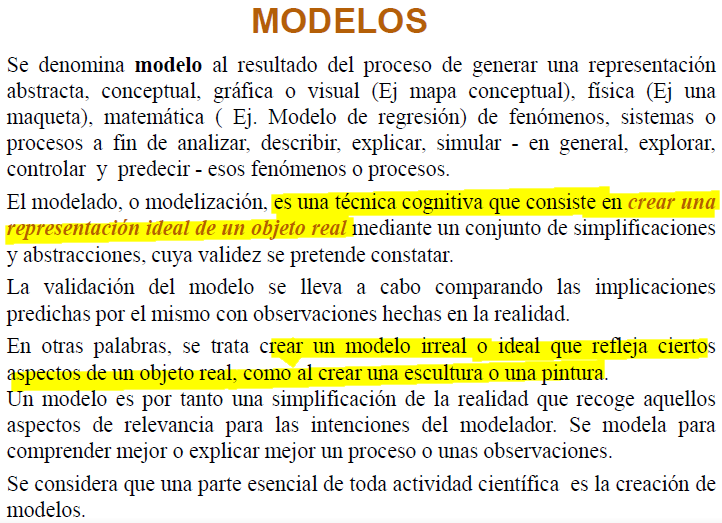 MODELOS
Se denomina modelo al resultado del proceso de generar una representación
abstracta, conceptual, gráfica o visual (Ej mapa conceptual), física (Ej una
maqueta), matemática ( Ej. Modelo de regresión) de fenómenos, sistemas o
procesos a fin de analizar, describir, explicar, simular - en general, explorar,
controlar y predecir - esos fenómenos o procesos.
El modelado, o modelización, es una técnica cognitiva que consiste en crear una
representación ideal de un objeto real mediante un conjunto de simplificaciones
y abstracciones, cuya validez se pretende constatar.
La validación del modelo se lleva a cabo comparando las implicaciones
predichas por el mismo con observaciones hechas en la realidad.
En otras palabras, se trata crear un modelo irreal o ideal que refleja ciertos
aspectos de un objeto real, como al crear una escultura o una pintura.
Un modelo es por tanto una simplificación de la realidad que recoge aquellos
aspectos de relevancia para las intenciones del modelador. Se modela para
comprender mejor o explicar mejor un proceso o unas observaciones.
Se considera que una parte esencial de toda actividad científica es la creación de
modelos.